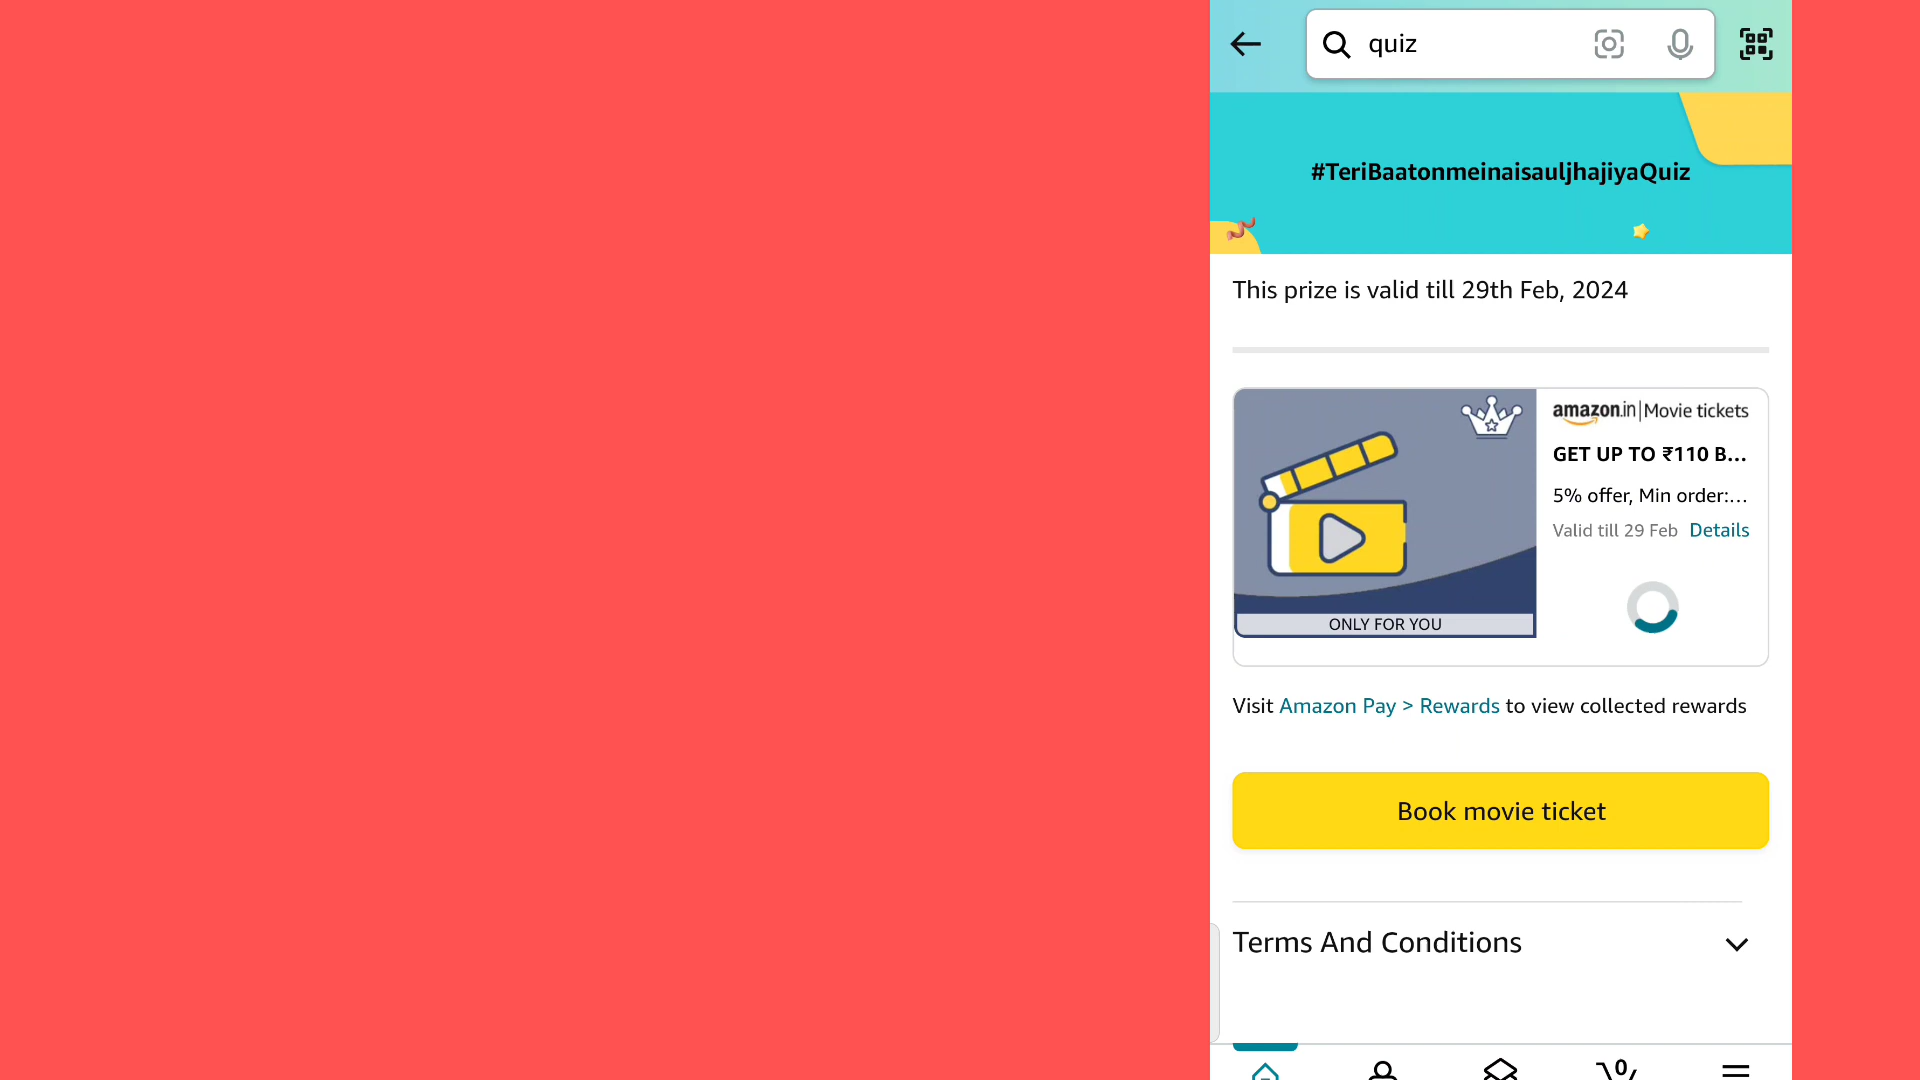 quiz
#TeriBaatonmeinaisauljhajiyaQuiz
This prize is valid till 29th Feb, 2024
amazon.in|Movie tickets
GET UP TO ₹110 B...
5% offer, Min order:...
Valid till 29 Feb Details
ONLY FOR YOU
Visit Amazon Pay > Rewards to view collected rewards
Book movie ticket
Terms And Conditions